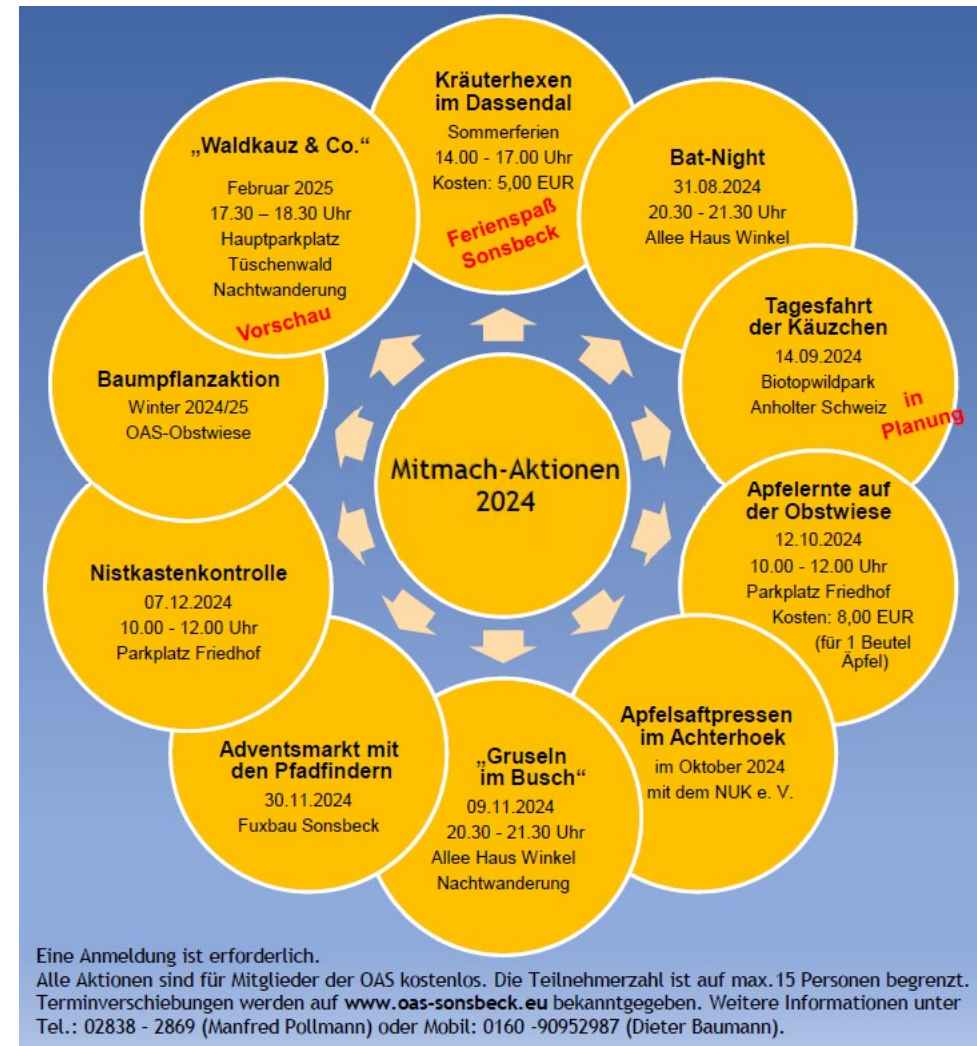 Kräuterhexen
im Dassendal
Sommerferien
14.00 - 17.00 Uhr
Kosten: 5,00 EUR
Ferienspaß
Sonsbeck
Bat-Night
31.08.2024
20.30 - 21.30 Uhr
Allee Haus Winkel
Tagesfahrt
der Käuzchen
14.09.2024
Biotopwildpark
Anholter Schweiz
in
Planung
Apfelernte auf
der Obstwiese
12.10.2024
10.00 - 12.00 Uhr
Parkplatz Friedhof
Kosten: 8,00 EUR
(für 1 Beutel
Äpfel)
Apfelsaftpressen
im Achterhoek
im Oktober 2024
mit dem NUK e. V.
„Gruseln
im Busch“
09.11.2024
20.30 - 21.30 Uhr
Allee Haus Winkel
Nachtwanderung
Adventsmarkt mit
den Pfadfindern
30.11.2024
Fuxbau Sonsbeck
Nistkastenkontrolle
07.12.2024
10.00 - 12.00 Uhr
Parkplatz Friedhof
Baumpflanzaktion
Winter 2024/25
OAS-Obstwiese
„Waldkauz & Co.“
Februar 2025
17.30 – 18.30 Uhr
Hauptparkplatz
Tüschenwald
Nachtwanderung
Vorschau
Mitmach-Aktionen
2024
Eine Anmeldung ist erforderlich.
Alle Aktionen sind für Mitglieder der OAS kostenlos. Die Teilnehmerzahl ist auf max.15 Personen begrenzt.
Terminverschiebungen werden auf www.oas-sonsbeck.eu bekanntgegeben. Weitere Informationen unter
Tel.: 02838 - 2869 (Manfred Pollmann) oder Mobil: 0160 -90952987 (Dieter Baumann).